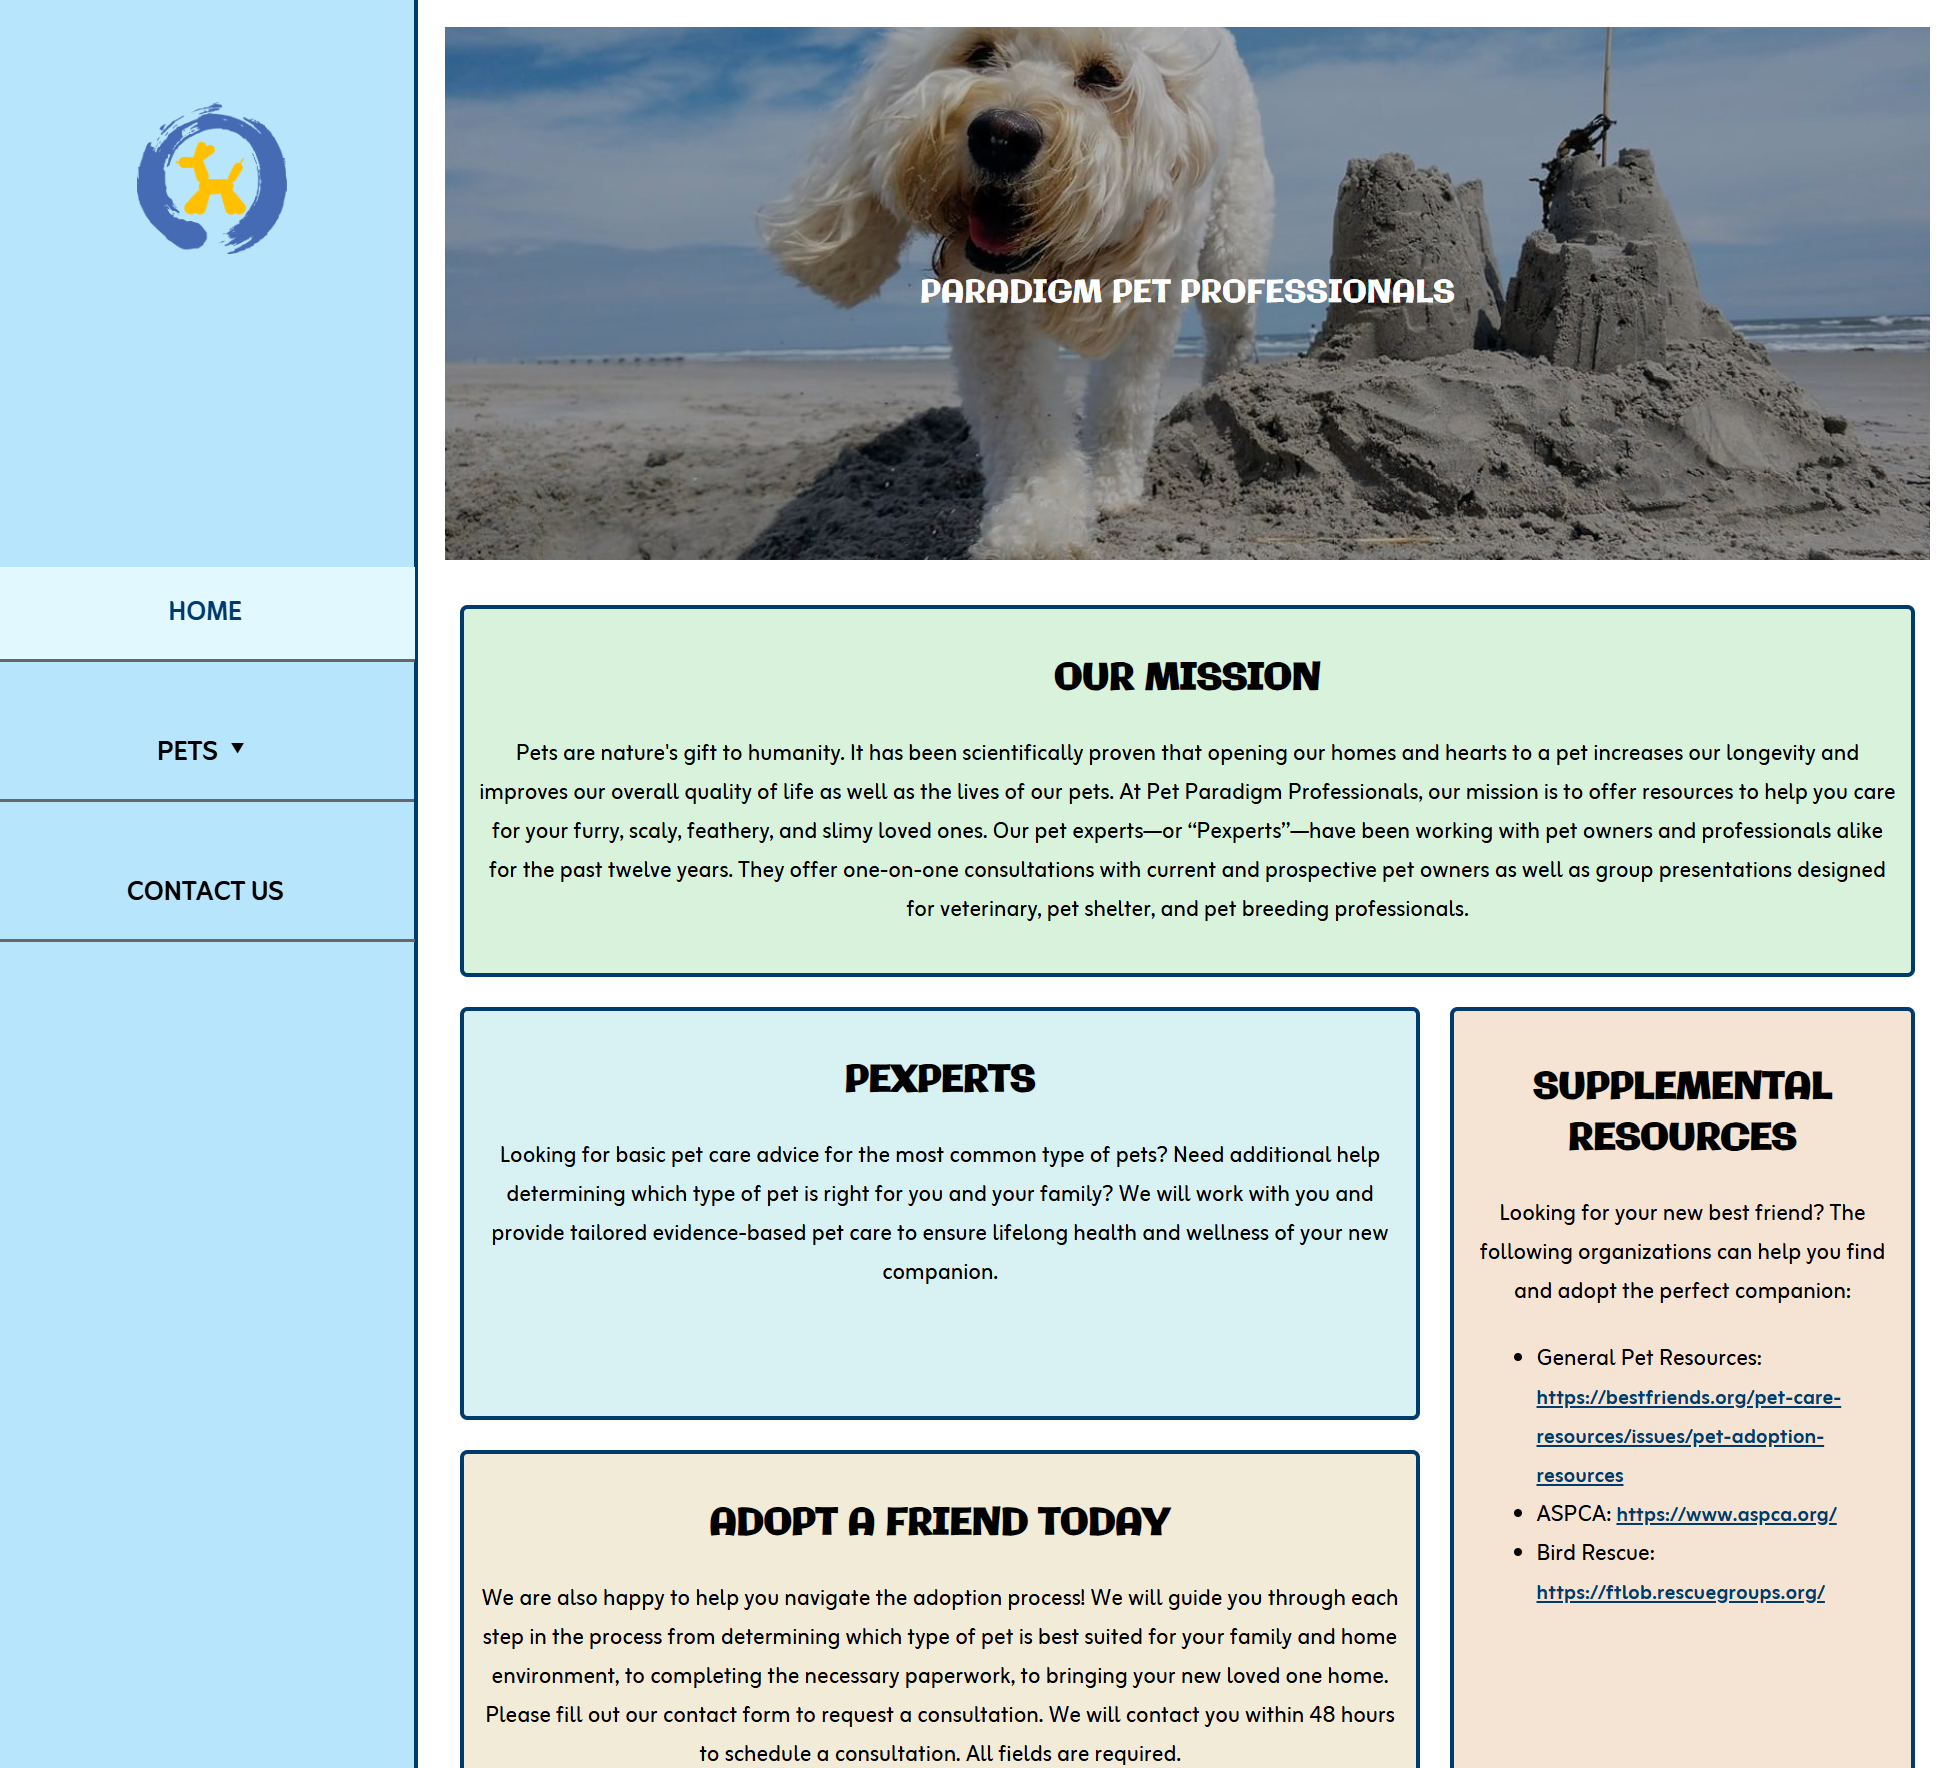 HOME
PETS ▼
CONTACT US
PARADIGM PET PROFESSIONALS
OUR MISSION
Pets are nature's gift to humanity. It has been scientifically proven that opening our homes and hearts to a pet increases our longevity and
improves our overall quality of life as well as the lives of our pets. At Pet Paradigm Professionals, our mission is to offer resources to help you care
for your furry, scaly, feathery, and slimy loved ones. Our pet experts—or “Pexperts”—have been working with pet owners and professionals alike
for the past twelve years. They offer one-on-one consultations with current and prospective pet owners as well as group presentations designed
for veterinary, pet shelter, and pet breeding professionals.
PEXPERTS
Looking for basic pet care advice for the most common type of pets? Need additional help
determining which type of pet is right for you and your family? We will work with you and
provide tailored evidence-based pet care to ensure lifelong health and wellness of your new
companion.
ADOPT A FRIEND TODAY
We are also happy to help you navigate the adoption process! We will guide you through each
step in the process from determining which type of pet is best suited for your family and home
environment, to completing the necessary paperwork, to bringing your new loved one home.
Please fill out our contact form to request a consultation. We will contact you within 48 hours
to schedule a consultation. All fields are required.
SUPPLEMENTAL
RESOURCES
Looking for your new best friend? The
following organizations can help you find
and adopt the perfect companion:
• General Pet Resources:
https://bestfriends.org/pet-care-
resources/issues/pet-adoption-
resources
• ASPCA: https://www.aspca.org/
• Bird Rescue:
https://ftlob.rescuegroups.org/